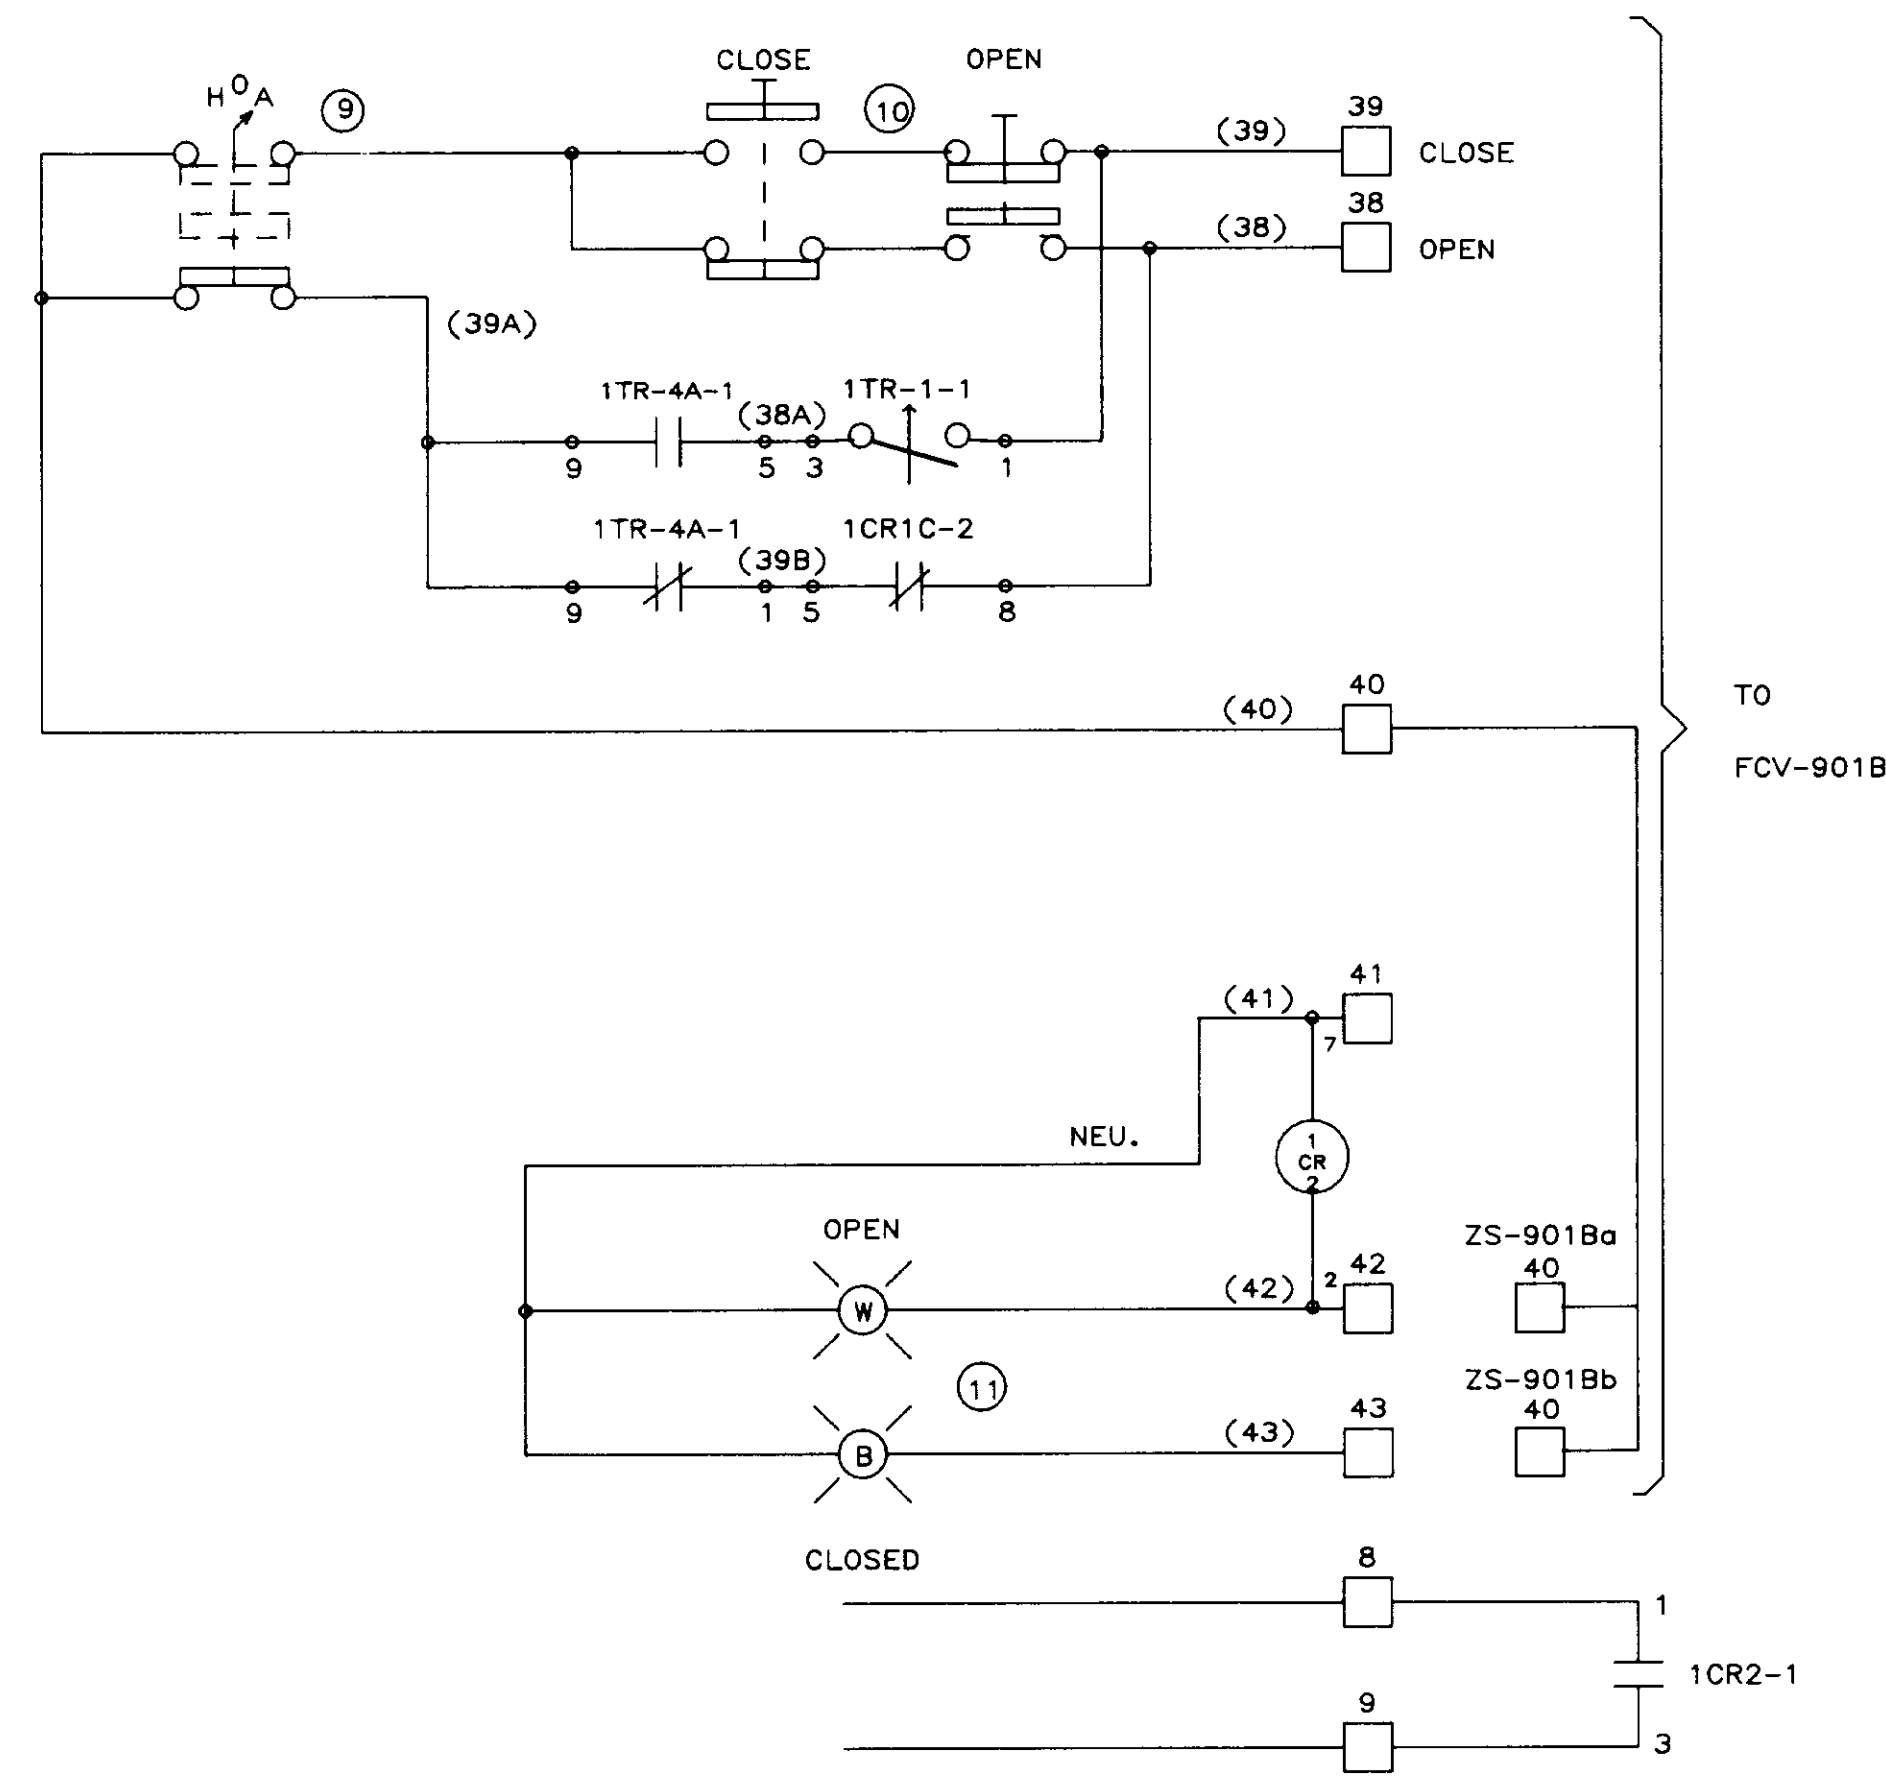 CLOSE
OPEN
H O A
9
10
(39)
39
CLOSE
(38)
38
OPEN
(39A)
1TR-4A-1
(38A)
1TR-1-1
9
5
3
1
1TR-4A-1
(39B)
1CR1C-2
9
1
5
8
(40)
40
TO
FCV-901B
(41)
41
7
NEU.
1
CR
2
OPEN
W
(42)
2
42
ZS-901Ba
40
11
B
(43)
43
ZS-901Bb
40
CLOSED
8
1
1CR2-1
9
3